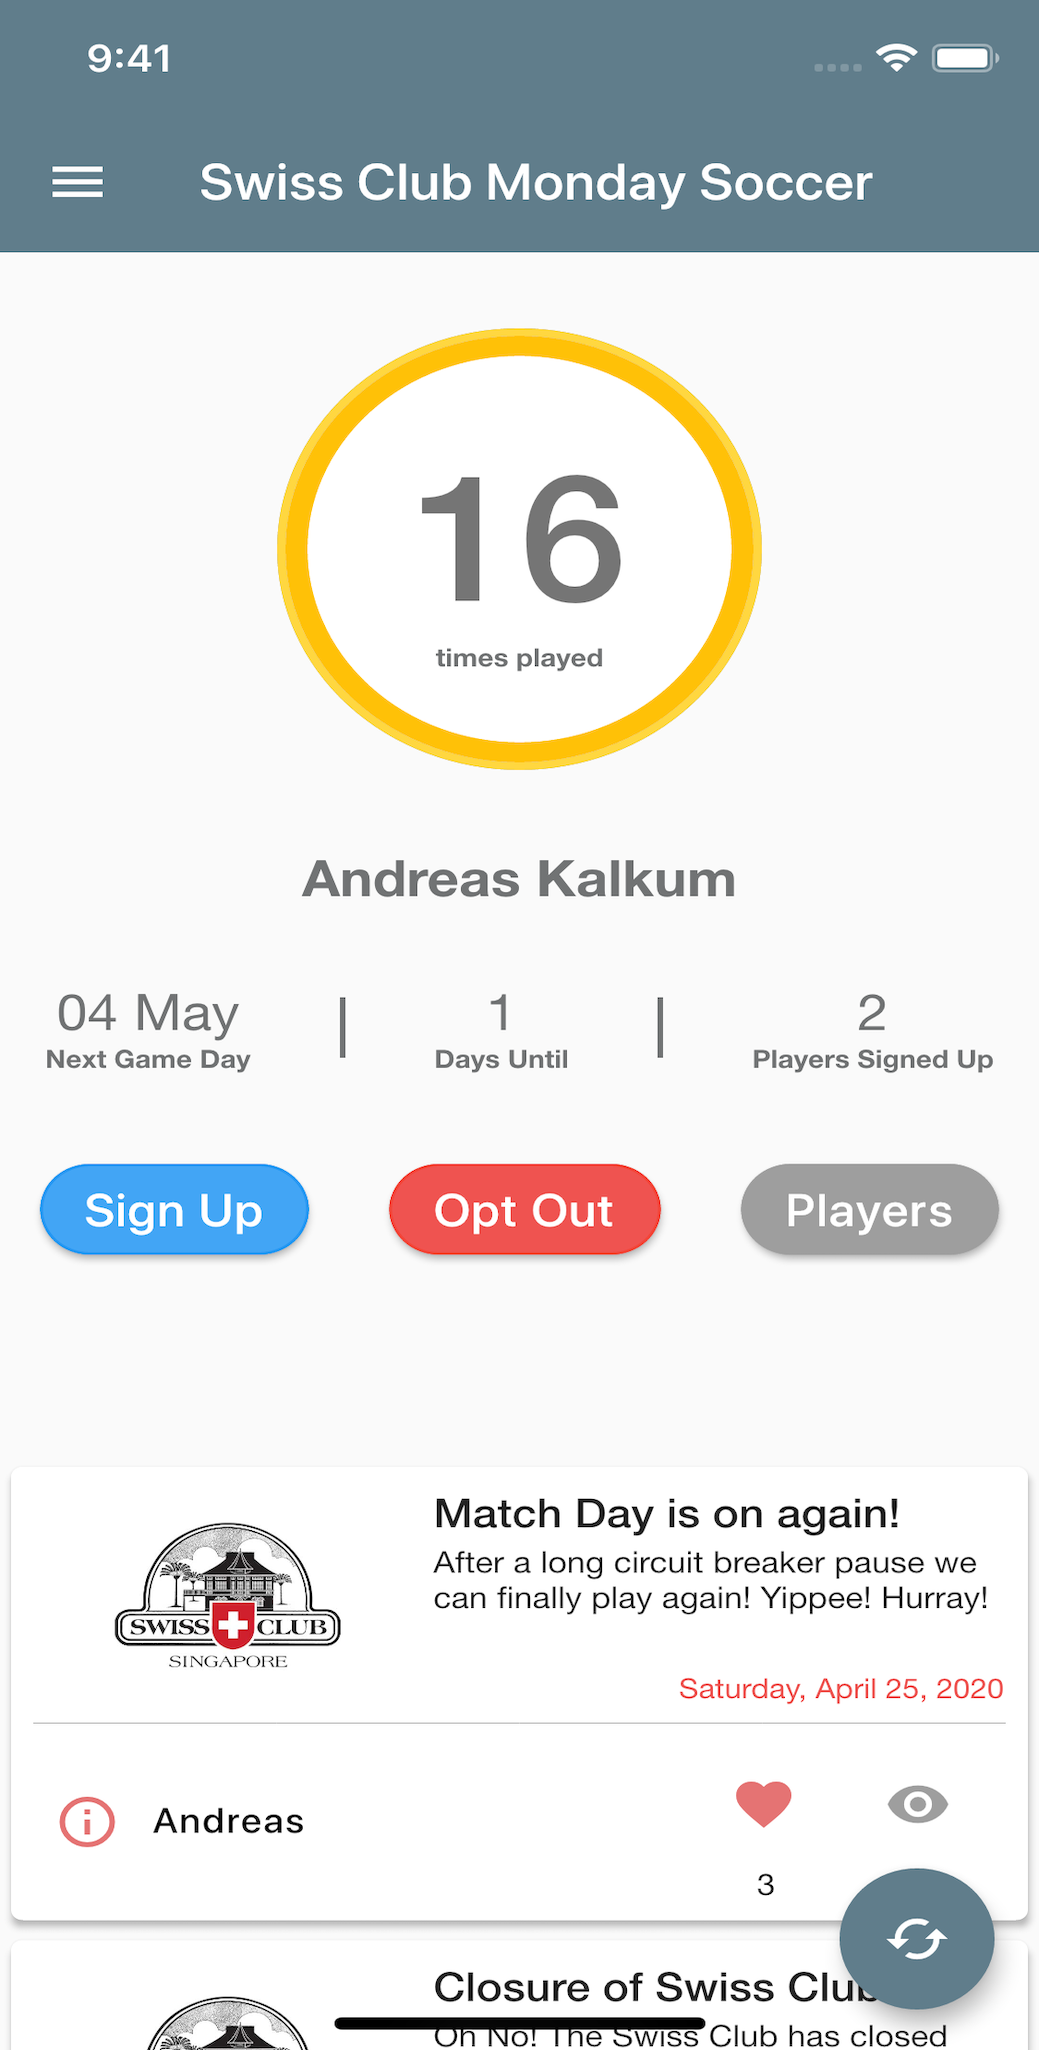 9:41
Swiss Club Monday Soccer
16
times played
Andreas Kalkum
04 May
Next Game Day
1
Days Until
2
Players Signed Up
Sign Up
Opt Out
Players
SWISS CLUB
SINGAPORE
Match Day is on again!
After a long circuit breaker pause we
can finally play again! Yippee! Hurray!
Saturday, April 25, 2020
Andreas
3
Closure of Swiss Club
Oh No! The Swiss Club has closed